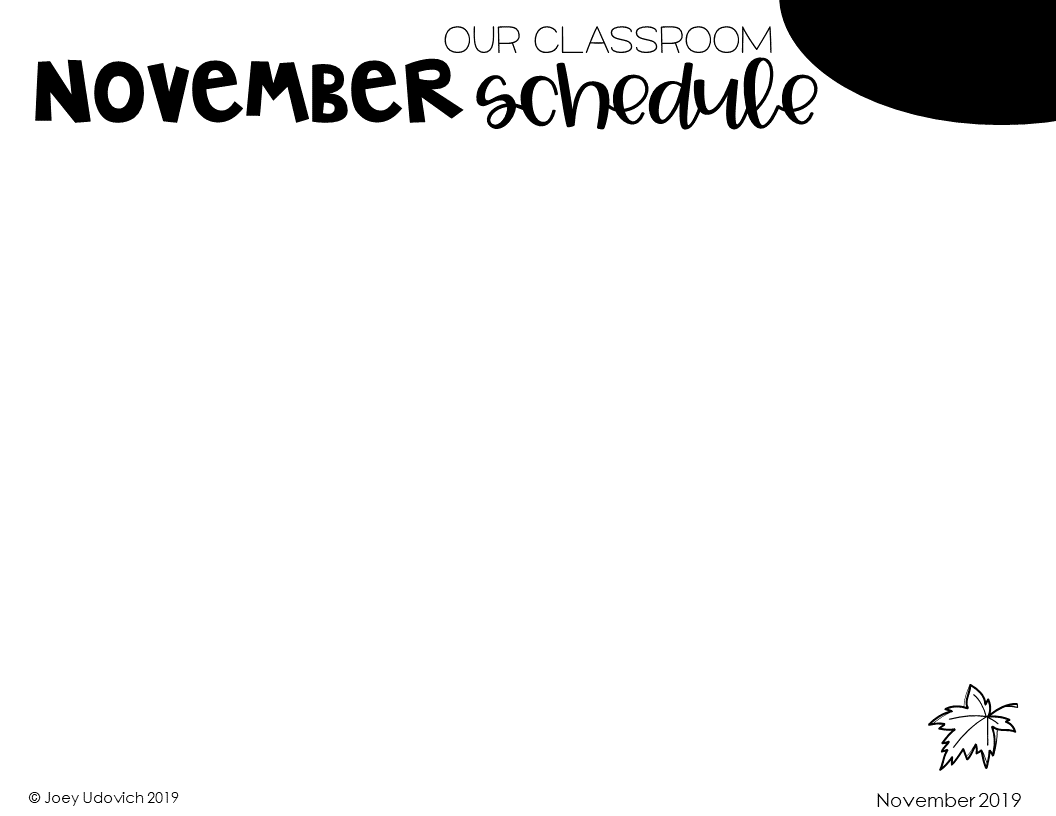 OUR CLASSROOM
NOVEMBER schedule
© Joey Udovich 2019
November 2019